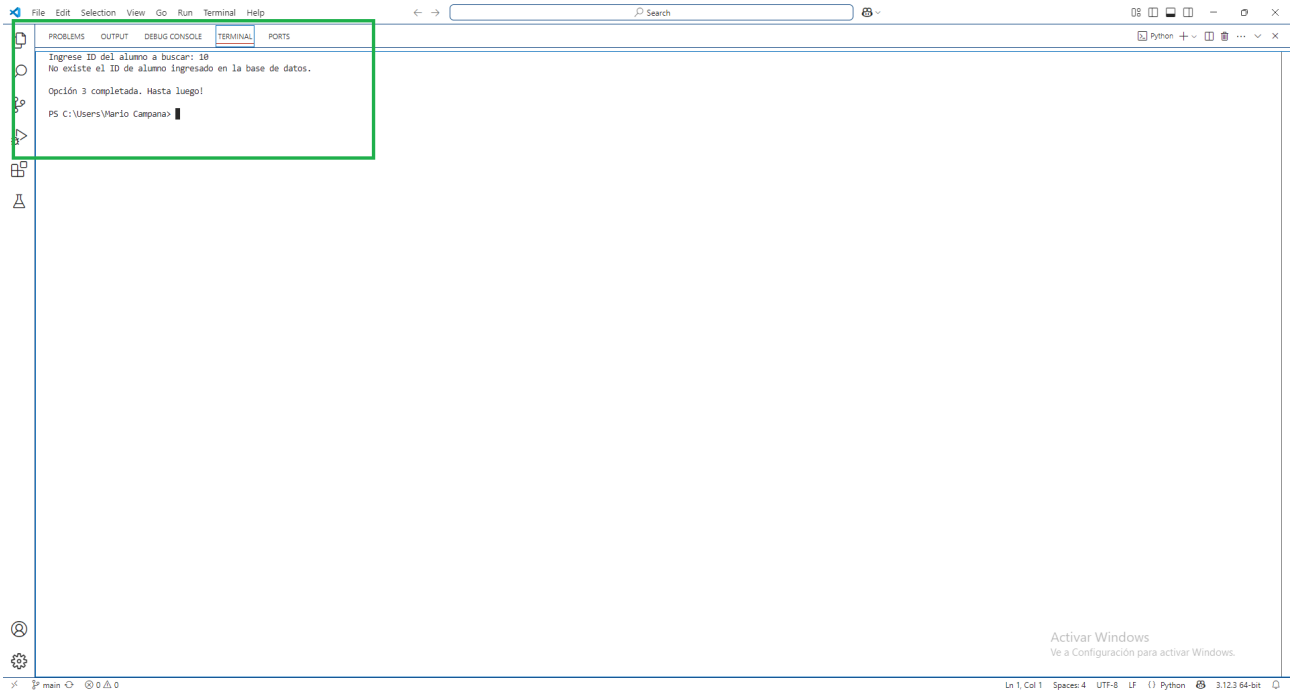 File Edit Selection View Go Run Terminal Help
Search
PROBLEMS OUTPUT DEBUG CONSOLE TERMINAL PORTS
Python
Ingrese ID del alumno a buscar: 10
No existe el ID de alumno ingresado en la base de datos.
Opción 3 completada. Hasta luego!
PS C:\Users\Mario Campana>
Activar Windows
Ve a Configuración para activar Windows.
main 0 0
Ln 1, Col 1 Spaces: 4 UTF-8 LF {} Python 3.12.3 64-bit